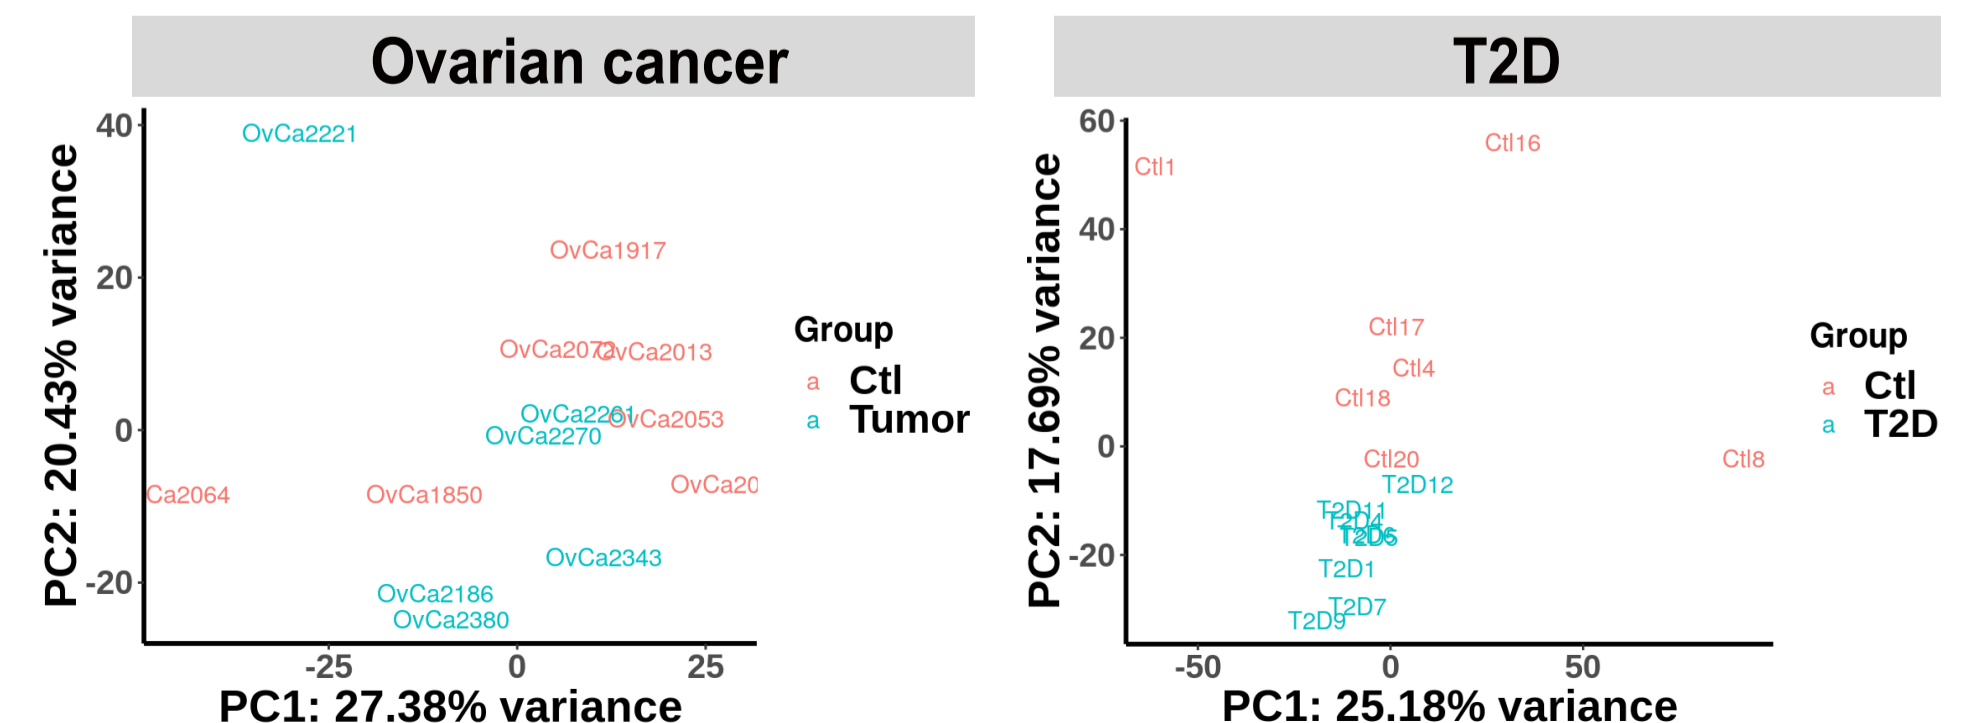 Ovarian cancer
PC2: 20.43% variance
40
20
0
-20
OvCa2221
OvCa1917
OvCa2072
OvCa2013
OvCa2261
OvCa2053
OvCa2270
Ca2064
OvCa1850
OvCa20
OvCa2343
OvCa2186
OvCa2380
-25 0 25
PC1: 27.38% variance
Group
a Ctl
a Tumor
T2D
PC2: 17.69% variance
60
40
20
0
-20
Ctl16
Ctl1
Ctl17
Ctl4
Ctl18
Ctl20
Ctl8
T2D12
T2D11
T2D4
T2D6
T2D5
T2D1
T2D7
T2D9
-50 0 50
PC1: 25.18% variance
Group
a Ctl
a T2D